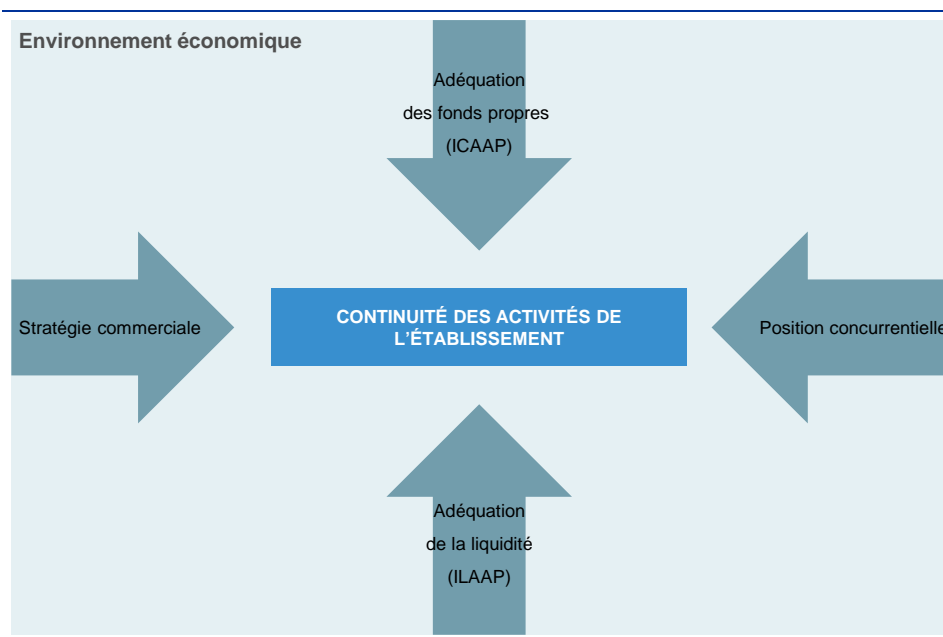 Environnement économique
Adéquation
des fonds propres
(ICAAP)
Stratégie commerciale
CONTINUITÉ DES ACTIVITÉS DE
L'ÉTABLISSEMENT
Position concurrentielle
Adéquation
de la liquidité
(ILAAP)